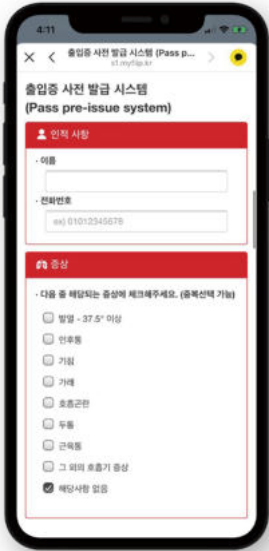 4:11
출입증 사전 발급 시스템 (Pass p...
s1.myflip.kr
출입증 사전 발급 시스템
(Pass pre-issue system)
인적 사항
· 이름
· 전화번호
ex) 01012345678
증상
· 다음 중 해당되는 증상에 체크해주세요. (중복선택 가능)
발열 - 37.5° 이상
인후통
기침
가래
호흡곤란
두통
근육통
그 외의 호흡기 증상
해당사항 없음